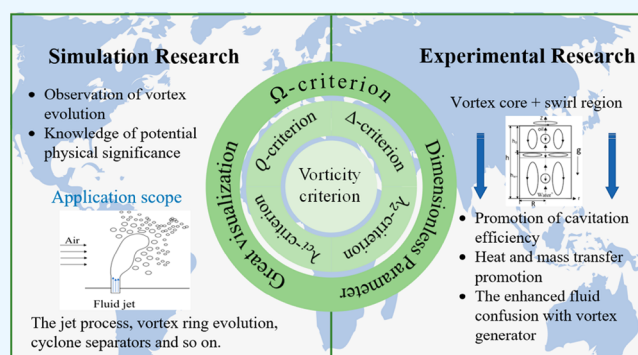 Simulation Research
• Observation of vortex
evolution
• Knowledge of potential
physical significance
Application scope
Air
Fluid jet
The jet process, vortex ring evolution,
cyclone separators and so on.
Ω-criterion
Great visualization
Dimensionless Parameter
Q-criterion
Δ-criterion
λci-criterion
λ2-criterion
Vorticity
criterion
Experimental Research
Vortex core + swirl region
z
oil
h
g
Water
R
• Promotion of cavitation
efficiency
• Heat and mass transfer
promotion
• The enhanced fluid
confusion with vortex
generator